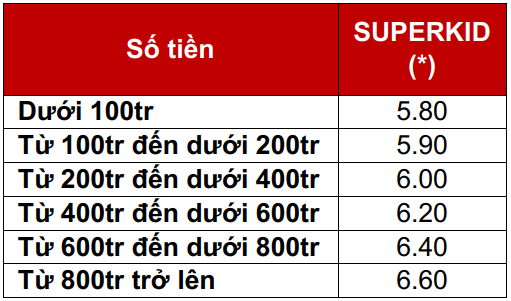 Số tiền SUPERKID
(*)
Dưới 100tr 5.80
Từ 100tr đến dưới 200tr 5.90
Từ 200tr đến dưới 400tr 6.00
Từ 400tr đến dưới 600tr 6.20
Từ 600tr đến dưới 800tr 6.40
Từ 800tr trở lên 6.60